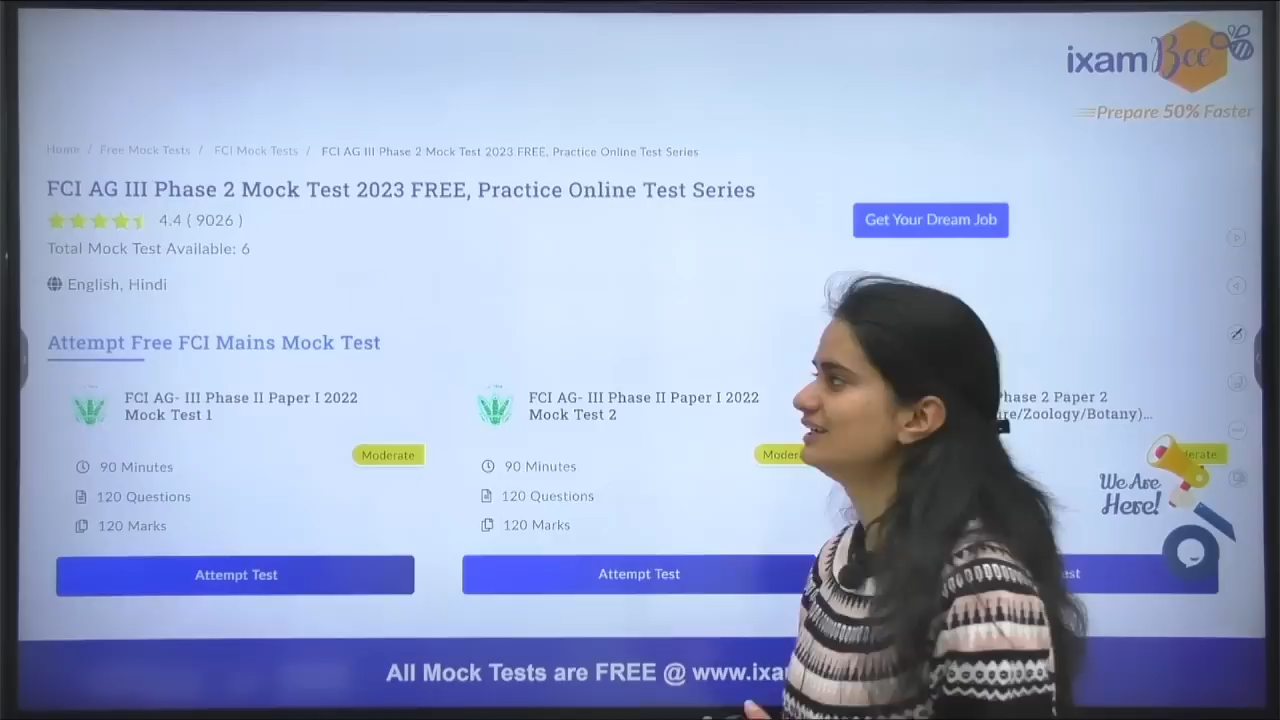 ixamBee
Prepare 50% Faster
Home / Free Mock Tests / FCI Mock Tests / FCI AG III Phase 2 Mock Test 2023 FREE, Practice Online Test Series
FCI AG III Phase 2 Mock Test 2023 FREE, Practice Online Test Series
4.4 ( 9026 )
Get Your Dream Job
Total Mock Test Available: 6
English, Hindi
Attempt Free FCI Mains Mock Test
FCI AG- III Phase II Paper I 2022
Mock Test 1
Moderate
90 Minutes
120 Questions
120 Marks
Attempt Test
FCI AG- III Phase II Paper I 2022
Mock Test 2
90 Minutes
120 Questions
120 Marks
Attempt Test
Phase 2 Paper 2
/Zoology/Botany)...
We Are
Here!
All Mock Tests are FREE @ www.ixa